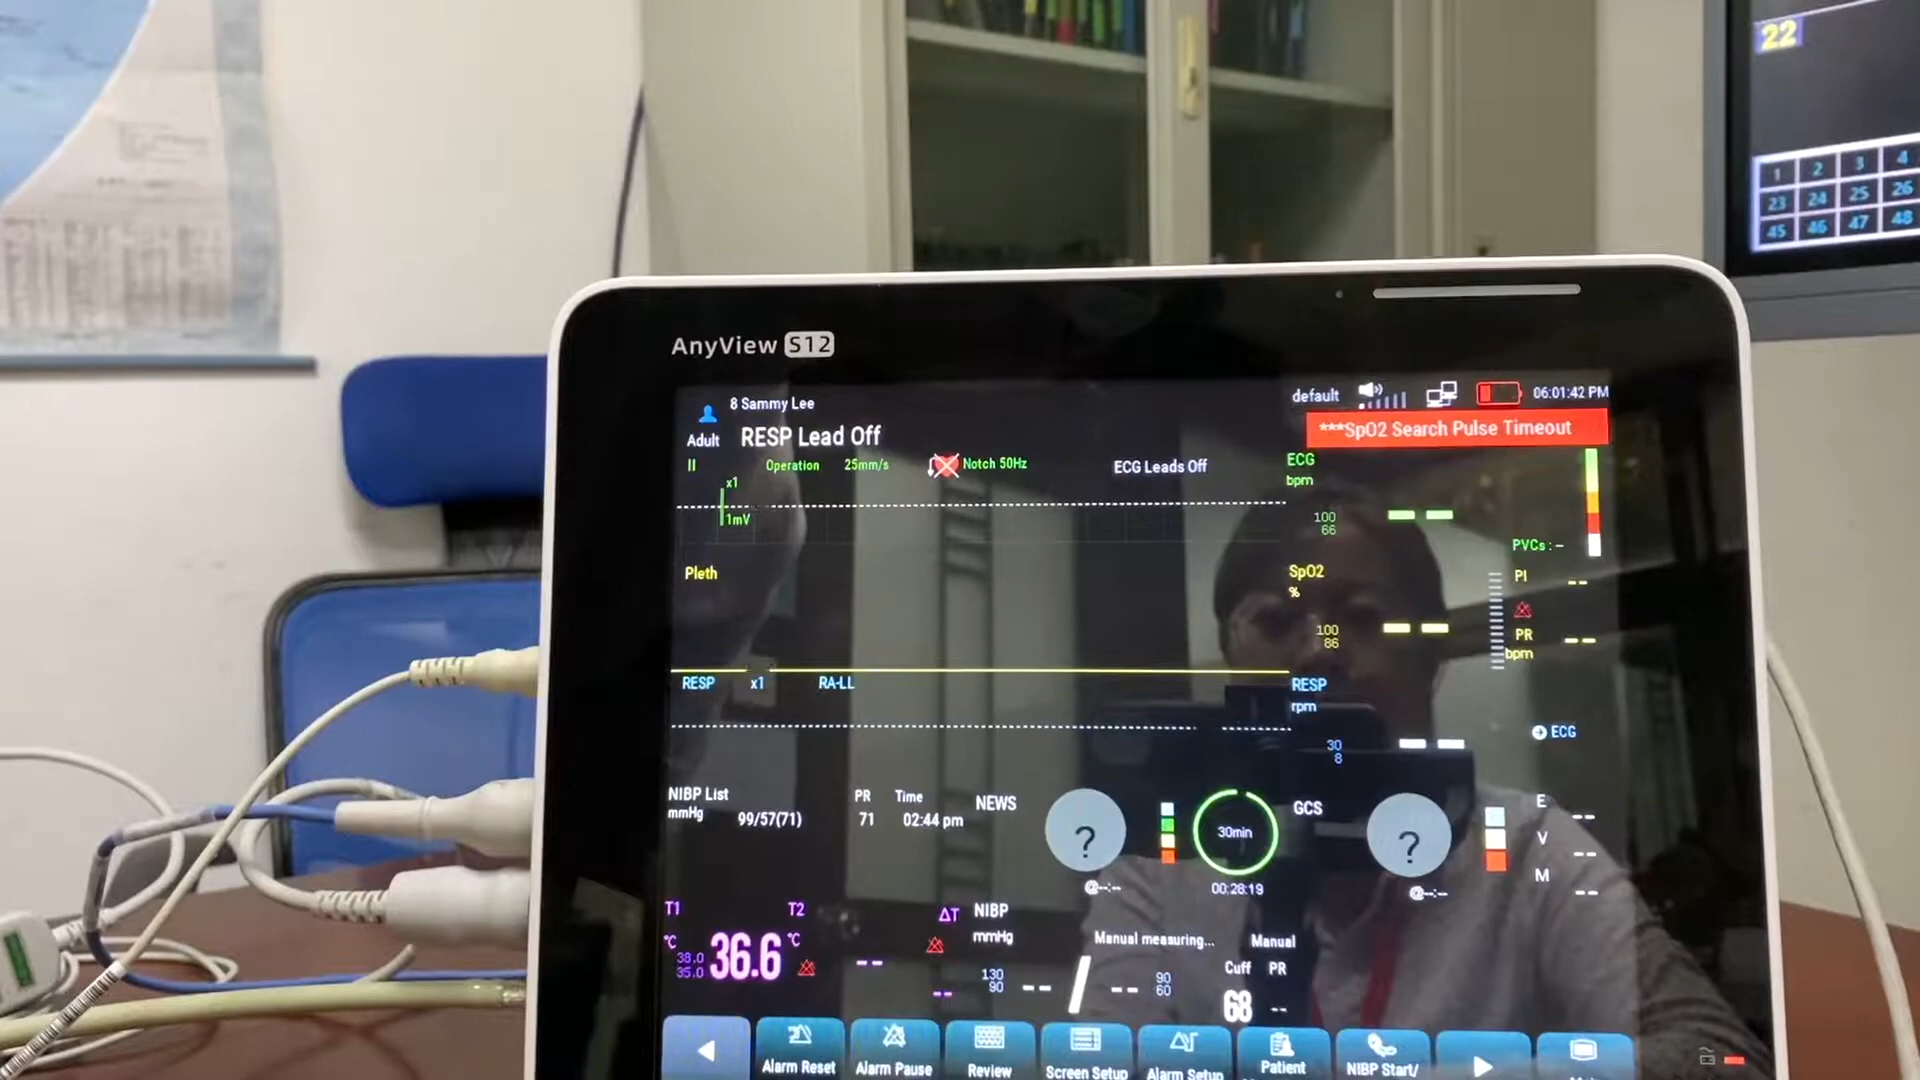 22
1 2 3 4
23 24 25 26
45 46 47 48
AnyView S12
8 Sammy Lee
default
06:01:42 PM
Adult
RESP Lead Off
***SpO2 Search Pulse Timeout
II
Operation
25mm/s
Notch 50Hz
ECG Leads Off
ECG
bpm
x1
1mV
100
66
PVCs : --
Pleth
SpO2
%
PI
--
100
86
PR
bpm
--
RESP
x1
RA-LL
RESP
rpm
30
8
ECG
NIBP List
mmHg
99/57(71)
PR
71
Time
02:44 pm
NEWS
?
@--:--
30min
00:28:19
GCS
?
@--:--
E
--
V
--
M
--
T1
°C
38.0
35.0
36.6
T2
°C
--
ΔT
--
NIBP
mmHg
130
90
-- / --
Manual measuring...
90
60
Manual
Cuff
68
PR
--
Alarm Reset
Alarm Pause
Review
Screen Setup
Alarm Setup
Patient
NIBP Start/